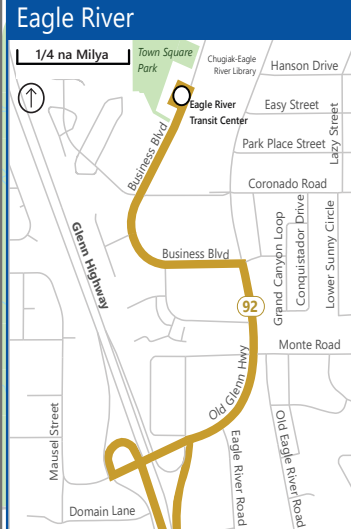 Eagle River
1/4 na Milya
Town Square
Park
Chugiak-Eagle
River Library
Hanson Drive
Eagle River
Transit Center
Easy Street
Lazy Street
Park Place Street
Business Blvd
Coronado Road
Glenn Highway
Grand Canyon Loop
Conquistador Drive
Lower Sunny Circle
Business Blvd
92
Monte Road
Old Glenn Hwy
Mausel Street
Eagle River Road
Old Eagle River Road
Domain Lane